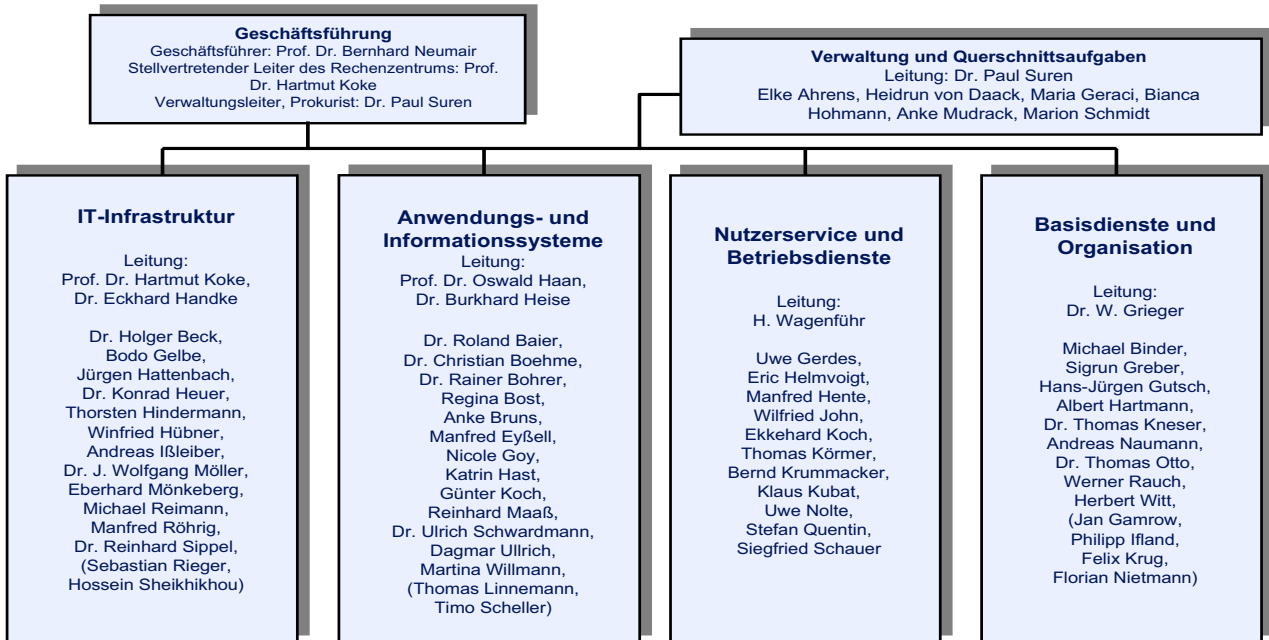 Geschäftsführung
Geschäftsführer: Prof. Dr. Bernhard Neumair
Stellvertretender Leiter des Rechenzentrums: Prof.
Dr. Hartmut Koke
Verwaltungsleiter, Prokurist: Dr. Paul Suren
Verwaltung und Querschnittsaufgaben
Leitung: Dr. Paul Suren
Elke Ahrens, Heidrun von Daack, Maria Geraci, Bianca
Hohmann, Anke Mudrack, Marion Schmidt
IT-Infrastruktur
Leitung:
Prof. Dr. Hartmut Koke,
Dr. Eckhard Handke
Dr. Holger Beck,
Bodo Gelbe,
Jürgen Hattenbach,
Dr. Konrad Heuer,
Thorsten Hindermann,
Winfried Hübner,
Andreas Ißleiber,
Dr. J. Wolfgang Möller,
Eberhard Mönkeberg,
Michael Reimann,
Manfred Röhrig,
Dr. Reinhard Sippel,
(Sebastian Rieger,
Hossein Sheikhikhou)
Anwendungs- und
Informationssysteme
Leitung:
Prof. Dr. Oswald Haan,
Dr. Burkhard Heise
Dr. Roland Baier,
Dr. Christian Boehme,
Dr. Rainer Bohrer,
Regina Bost,
Anke Bruns,
Manfred Eyßell,
Nicole Goy,
Katrin Hast,
Günter Koch,
Reinhard Maaß,
Dr. Ulrich Schwardmann,
Dagmar Ullrich,
Martina Willmann,
(Thomas Linnemann,
Timo Scheller)
Nutzerservice und
Betriebsdienste
Leitung:
H. Wagenführ
Uwe Gerdes,
Eric Helmvoigt,
Manfred Hente,
Wilfried John,
Ekkehard Koch,
Thomas Körmer,
Bernd Krummacker,
Klaus Kubat,
Uwe Nolte,
Stefan Quentin,
Siegfried Schauer
Basisdienste und
Organisation
Leitung:
Dr. W. Grieger
Michael Binder,
Sigrun Greber,
Hans-Jürgen Gutsch,
Albert Hartmann,
Dr. Thomas Kneser,
Andreas Naumann,
Dr. Thomas Otto,
Werner Rauch,
Herbert Witt,
(Jan Gamrow,
Philipp Ifland,
Felix Krug,
Florian Nietmann)